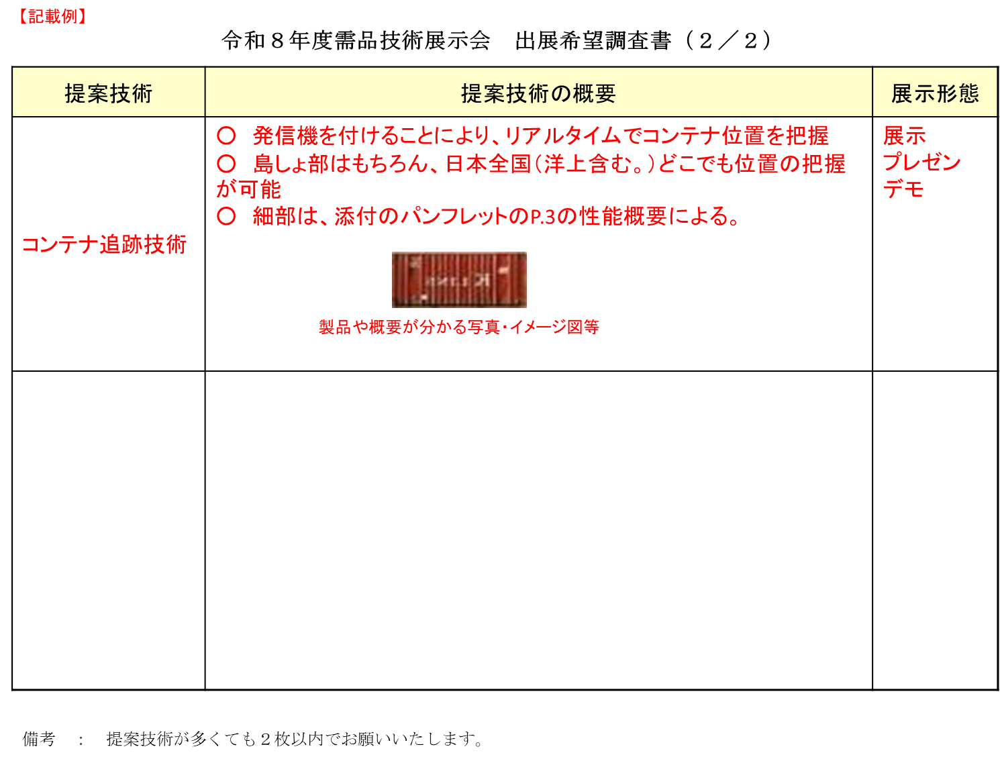 【記載例】
令和８年度需品技術展示会　出展希望調査書（２／２）
提案技術　提案技術の概要　展示形態
コンテナ追跡技術
○　発信機を付けることにより、リアルタイムでコンテナ位置を把握
○　島しょ部はもちろん、日本全国（洋上含む。）どこでも位置の把握
が可能
○　細部は、添付のパンフレットのP.3の性能概要による。
製品や概要が分かる写真・イメージ図等
展示
プレゼン
デモ
備考　：　提案技術が多くても２枚以内でお願いいたします。